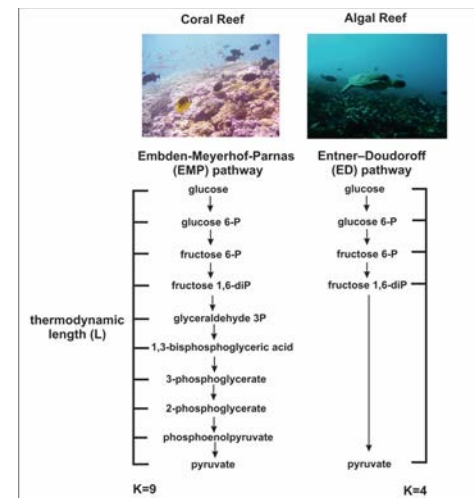 Coral Reef
Algal Reef
Embden-Meyerhof-Parnas
(EMP) pathway
Entner–Doudoroff
(ED) pathway
glucose
glucose
glucose 6-P
glucose 6-P
fructose 6-P
fructose 6-P
fructose 1,6-diP
fructose 1,6-diP
thermodynamic
length (L)
glyceraldehyde 3P
1,3-bisphosphoglyceric acid
3-phosphoglycerate
2-phosphoglycerate
phosphoenolpyruvate
pyruvate
pyruvate
K=9
K=4